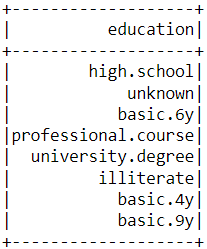 +-------------------+
|          education|
+-------------------+
|        high.school|
|            unknown|
|           basic.6y|
|professional.course|
|  university.degree|
|         illiterate|
|           basic.4y|
|           basic.9y|
+-------------------+